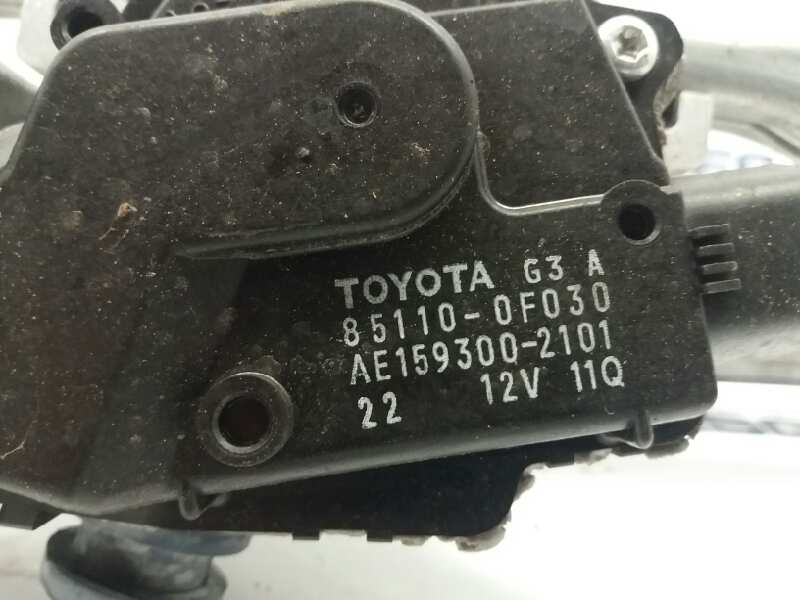 TOYOTA G3 A
85110-0F030
AE159300-2101
22 12V 11Q